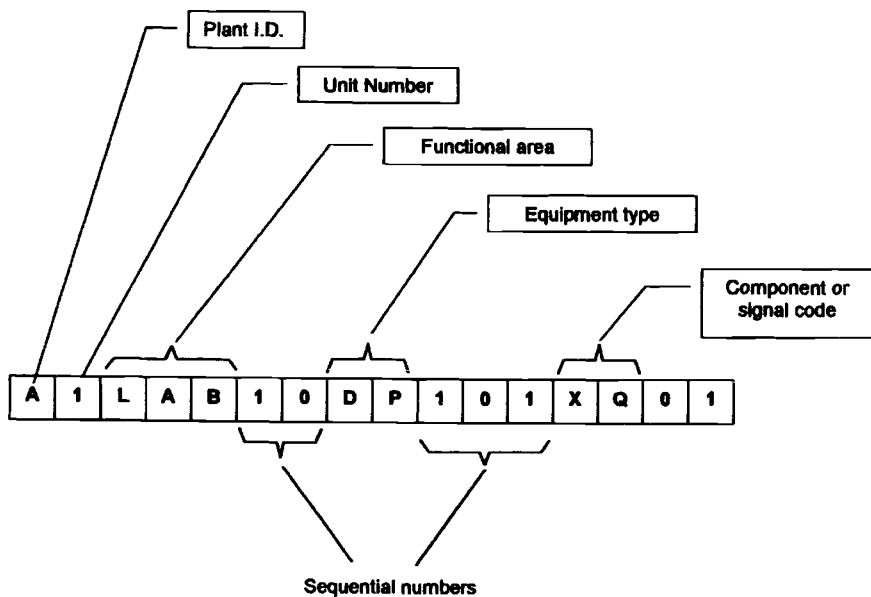 Plant I.D.
Unit Number
Functional area
Equipment type
Component or
signal code
A 1 L A B 1 0 D P 1 0 1 X Q 0 1
Sequential numbers